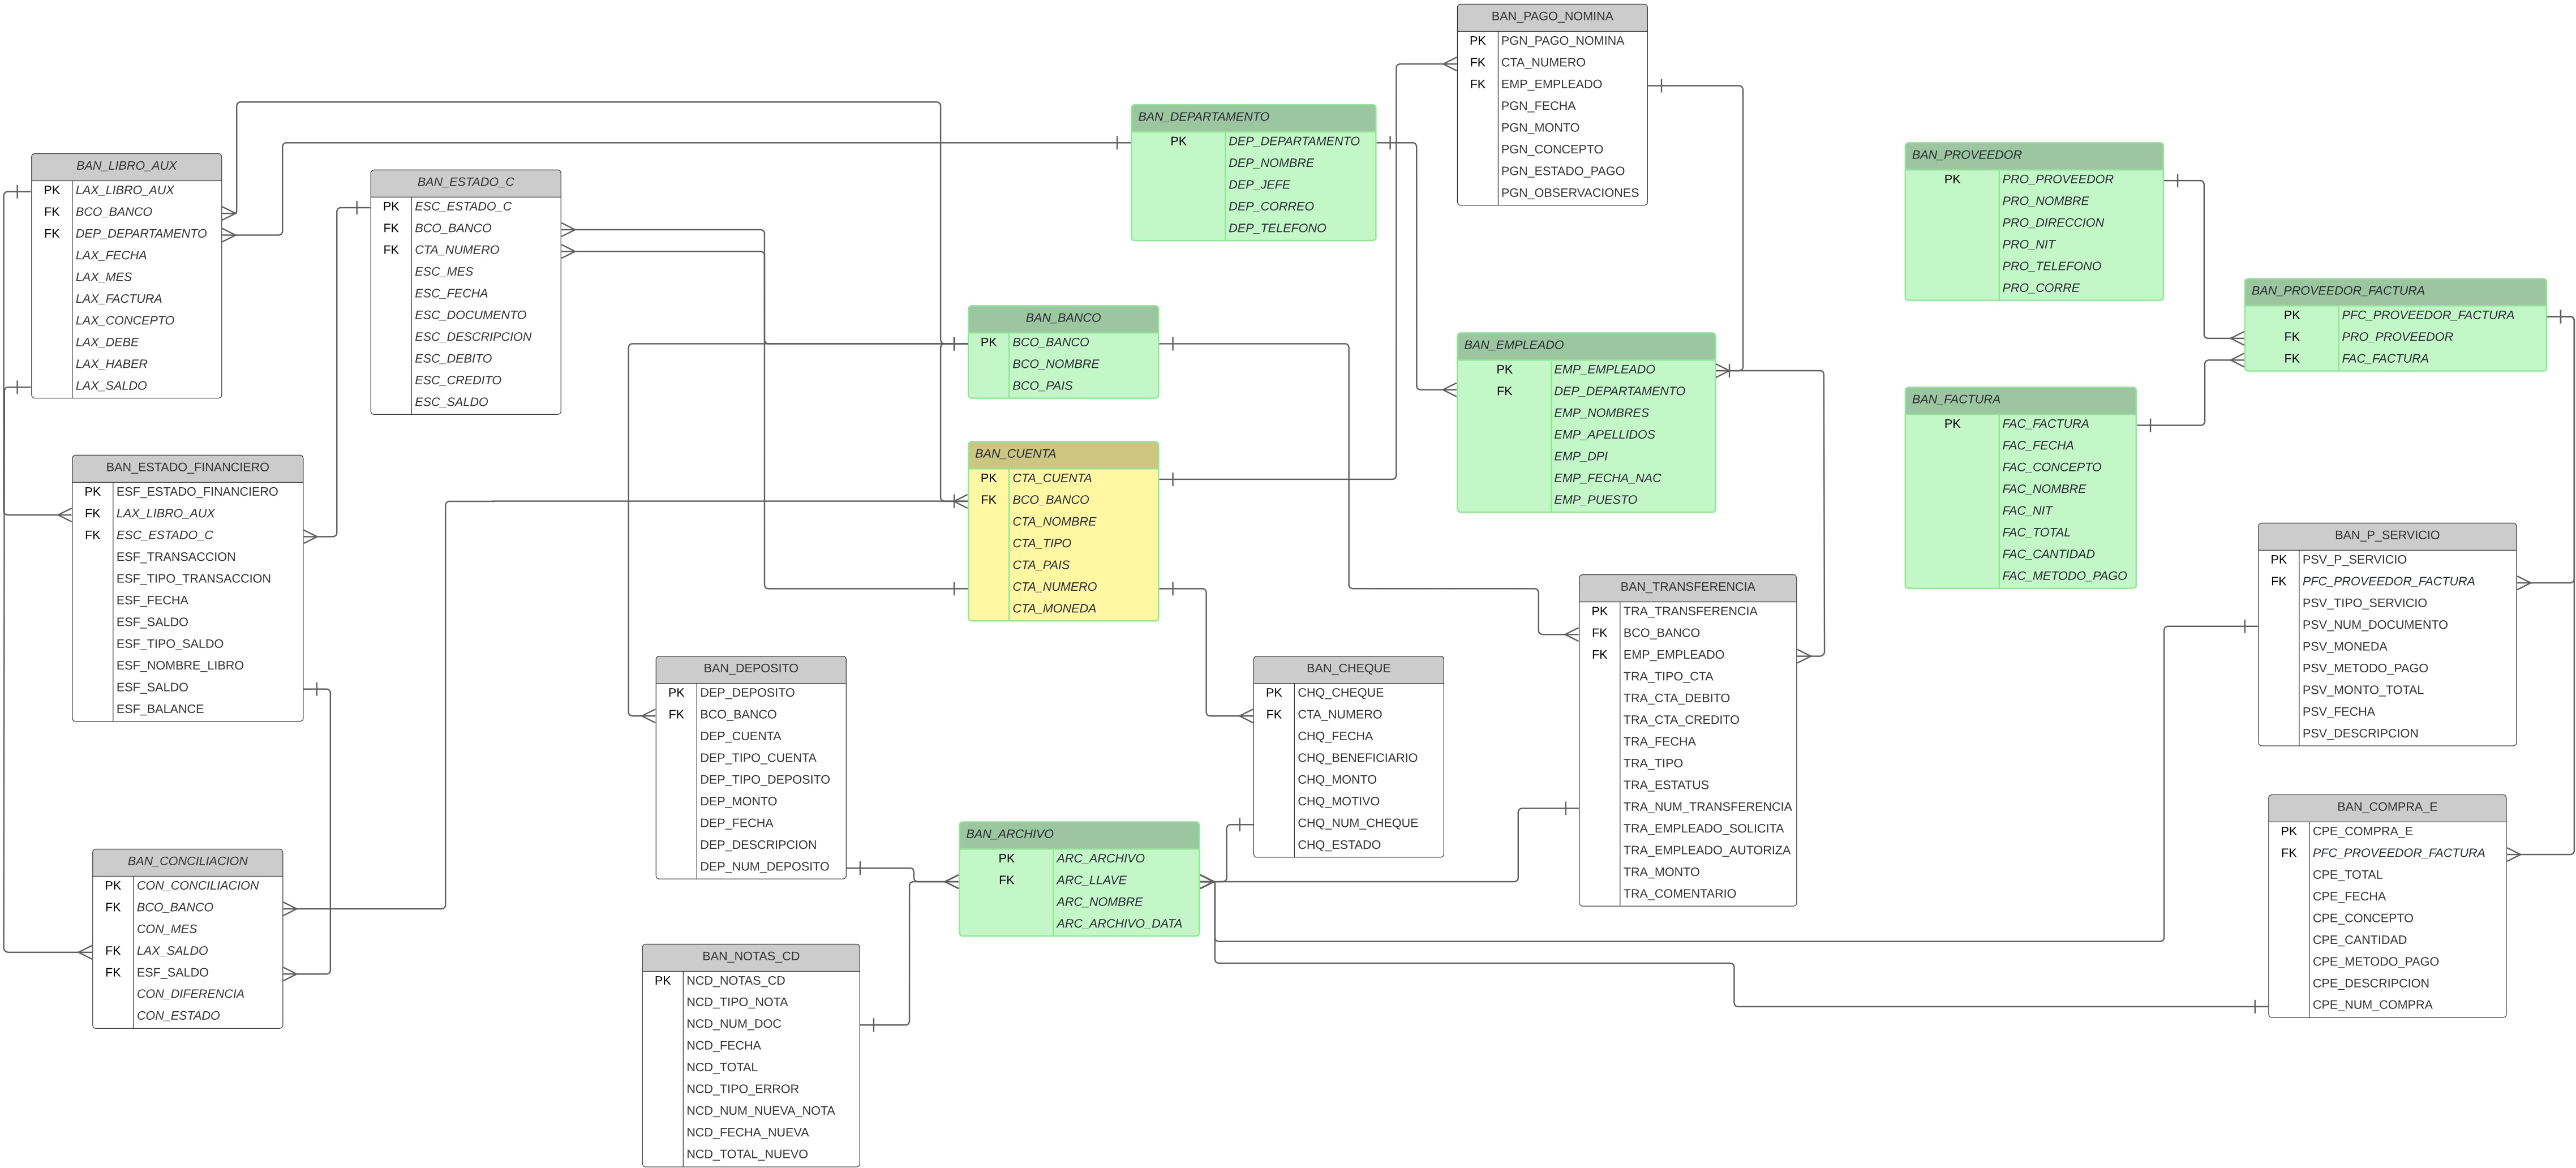 BAN_PAGO_NOMINA
PK PGN_PAGO_NOMINA
FK CTA_NUMERO
FK EMP_EMPLEADO
PGN_FECHA
PGN_MONTO
PGN_CONCEPTO
PGN_ESTADO_PAGO
PGN_OBSERVACIONES
BAN_DEPARTAMENTO
PK DEP_DEPARTAMENTO
DEP_NOMBRE
DEP_JEFE
DEP_CORREO
DEP_TELEFONO
BAN_PROVEEDOR
PK PRO_PROVEEDOR
PRO_NOMBRE
PRO_DIRECCION
PRO_NIT
PRO_TELEFONO
PRO_CORRE
BAN_LIBRO_AUX
PK LAX_LIBRO_AUX
FK BCO_BANCO
FK DEP_DEPARTAMENTO
LAX_FECHA
LAX_MES
LAX_FACTURA
LAX_CONCEPTO
LAX_DEBE
LAX_HABER
LAX_SALDO
BAN_ESTADO_C
PK ESC_ESTADO_C
FK BCO_BANCO
FK CTA_NUMERO
ESC_MES
ESC_FECHA
ESC_DOCUMENTO
ESC_DESCRIPCION
ESC_DEBITO
ESC_CREDITO
ESC_SALDO
BAN_PROVEEDOR_FACTURA
PK PFC_PROVEEDOR_FACTURA
FK PRO_PROVEEDOR
FK FAC_FACTURA
BAN_BANCO
PK BCO_BANCO
BCO_NOMBRE
BCO_PAIS
BAN_EMPLEADO
PK EMP_EMPLEADO
FK DEP_DEPARTAMENTO
EMP_NOMBRES
EMP_APELLIDOS
EMP_DPI
EMP_FECHA_NAC
EMP_PUESTO
BAN_FACTURA
PK FAC_FACTURA
FAC_FECHA
FAC_CONCEPTO
FAC_NOMBRE
FAC_NIT
FAC_TOTAL
FAC_CANTIDAD
FAC_METODO_PAGO
BAN_CUENTA
PK CTA_CUENTA
FK BCO_BANCO
CTA_NOMBRE
CTA_TIPO
CTA_PAIS
CTA_NUMERO
CTA_MONEDA
BAN_ESTADO_FINANCIERO
PK ESF_ESTADO_FINANCIERO
FK LAX_LIBRO_AUX
FK ESC_ESTADO_C
ESF_TRANSACCION
ESF_TIPO_TRANSACCION
ESF_FECHA
ESF_SALDO
ESF_TIPO_SALDO
ESF_NOMBRE_LIBRO
ESF_SALDO
ESF_BALANCE
BAN_P_SERVICIO
PK PSV_P_SERVICIO
FK PFC_PROVEEDOR_FACTURA
PSV_TIPO_SERVICIO
PSV_NUM_DOCUMENTO
PSV_MONEDA
PSV_METODO_PAGO
PSV_MONTO_TOTAL
PSV_FECHA
PSV_DESCRIPCION
BAN_TRANSFERENCIA
PK TRA_TRANSFERENCIA
FK BCO_BANCO
FK EMP_EMPLEADO
TRA_TIPO_CTA
TRA_CTA_DEBITO
TRA_CTA_CREDITO
TRA_FECHA
TRA_TIPO
TRA_ESTATUS
TRA_NUM_TRANSFERENCIA
TRA_EMPLEADO_SOLICITA
TRA_EMPLEADO_AUTORIZA
TRA_MONTO
TRA_COMENTARIO
BAN_DEPOSITO
PK DEP_DEPOSITO
FK BCO_BANCO
DEP_CUENTA
DEP_TIPO_CUENTA
DEP_TIPO_DEPOSITO
DEP_MONTO
DEP_FECHA
DEP_DESCRIPCION
DEP_NUM_DEPOSITO
BAN_CHEQUE
PK CHQ_CHEQUE
FK CTA_NUMERO
CHQ_FECHA
CHQ_BENEFICIARIO
CHQ_MONTO
CHQ_MOTIVO
CHQ_NUM_CHEQUE
CHQ_ESTADO
BAN_COMPRA_E
PK CPE_COMPRA_E
FK PFC_PROVEEDOR_FACTURA
CPE_TOTAL
CPE_FECHA
CPE_CONCEPTO
CPE_CANTIDAD
CPE_METODO_PAGO
CPE_DESCRIPCION
CPE_NUM_COMPRA
BAN_ARCHIVO
PK ARC_ARCHIVO
FK ARC_LLAVE
ARC_NOMBRE
ARC_ARCHIVO_DATA
BAN_CONCILIACION
PK CON_CONCILIACION
FK BCO_BANCO
CON_MES
FK LAX_SALDO
FK ESF_SALDO
CON_DIFERENCIA
CON_ESTADO
BAN_NOTAS_CD
PK NCD_NOTAS_CD
NCD_TIPO_NOTA
NCD_NUM_DOC
NCD_FECHA
NCD_TOTAL
NCD_TIPO_ERROR
NCD_NUM_NUEVA_NOTA
NCD_FECHA_NUEVA
NCD_TOTAL_NUEVO